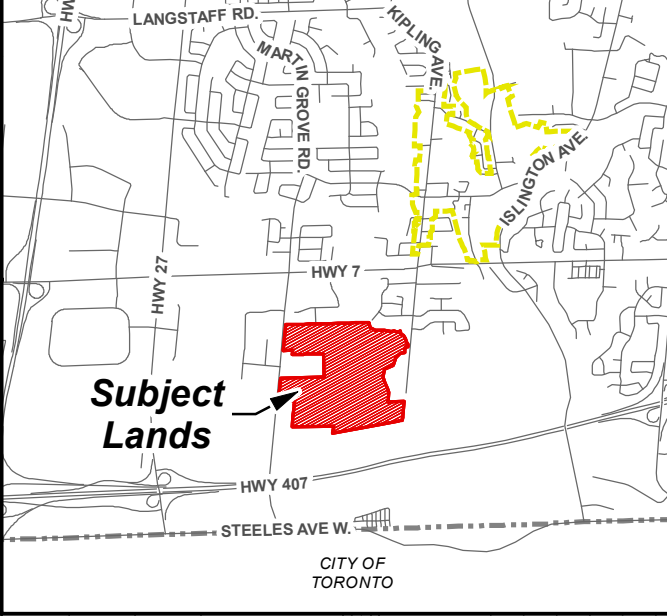 HW
LANGSTAFF RD.
KIPLING AVE.
MARTIN GROVE RD.
ISLINGTON AVE.
HWY 27
HWY 7
Subject
Lands
HWY 407
STEELES AVE W.
CITY OF
TORONTO